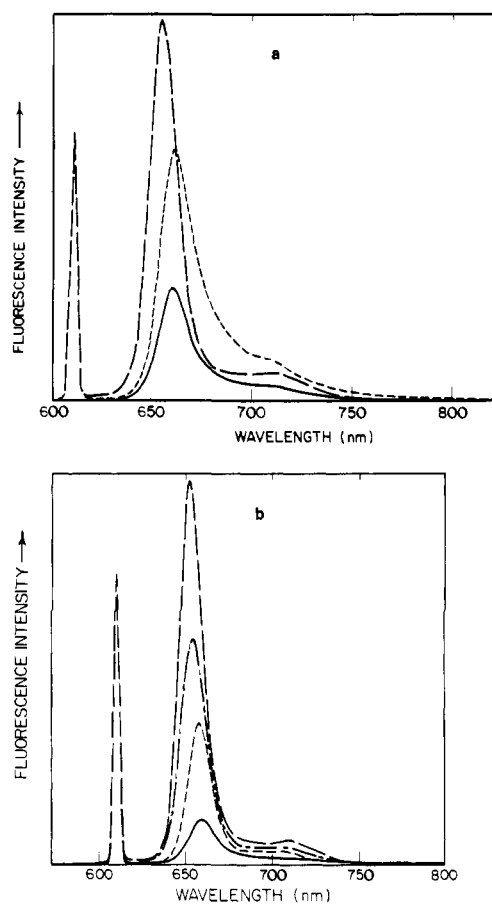 a
FLUORESCENCE INTENSITY →
600 650 700 750 800
WAVELENGTH (nm)
b
FLUORESCENCE INTENSITY →
600 650 700 750 800
WAVELENGTH (nm)